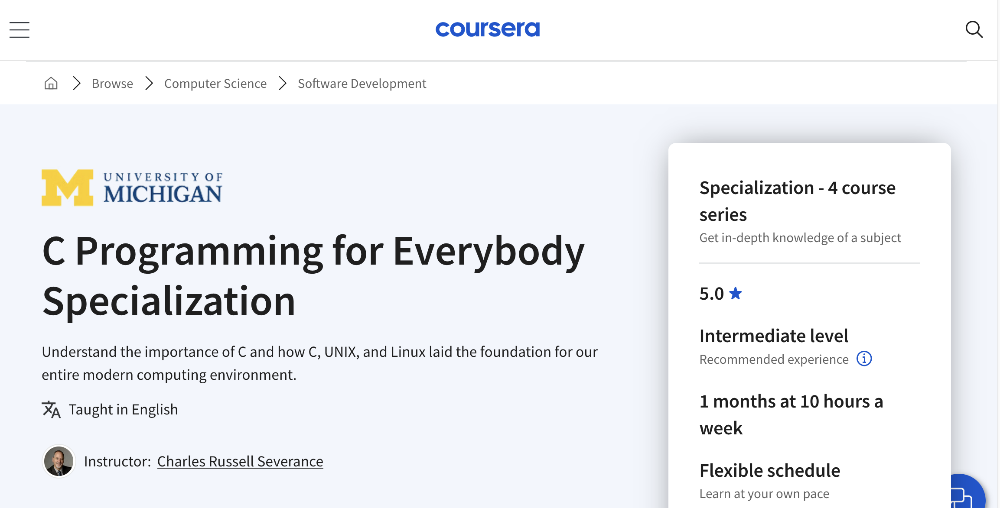 coursera
Browse Computer Science Software Development
UNIVERSITY OF
MICHIGAN
C Programming for Everybody
Specialization
Understand the importance of C and how C, UNIX, and Linux laid the foundation for our
entire modern computing environment.
Taught in English
Instructor: Charles Russell Severance
Specialization - 4 course
series
Get in-depth knowledge of a subject
5.0
Intermediate level
Recommended experience
1 months at 10 hours a
week
Flexible schedule
Learn at your own pace